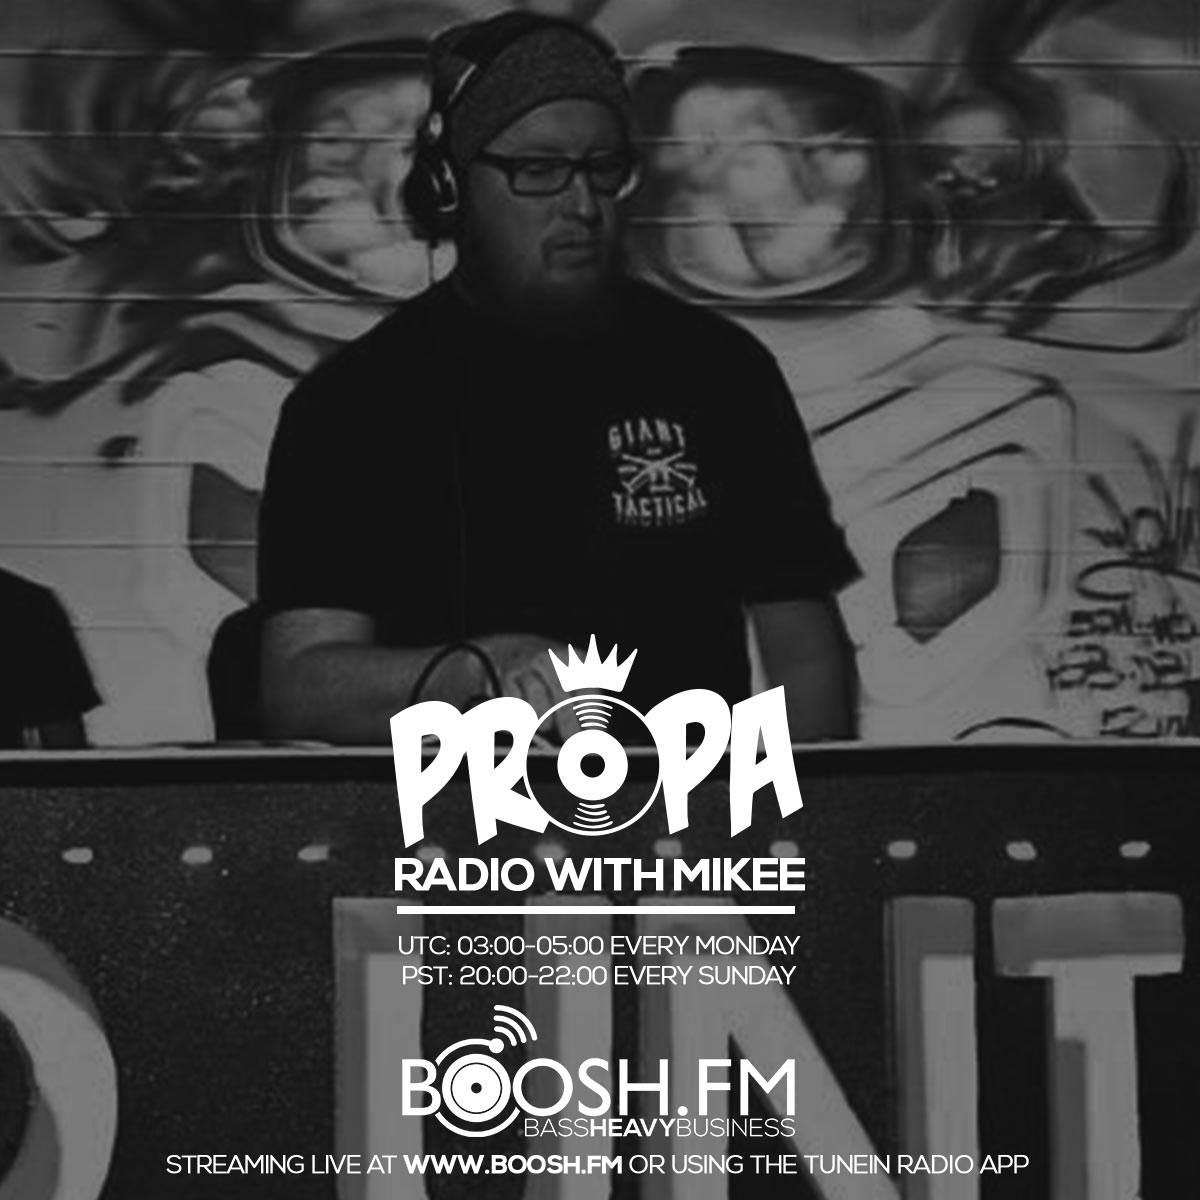 GIANT
TACTICAL
PROPA
RADIO WITH MIKEE
UTC: 03:00-05:00 EVERY MONDAY
PST: 20:00-22:00 EVERY SUNDAY
BOOSH.FM
BASSHEAVYBUSINESS
STREAMING LIVE AT WWW.BOOSH.FM OR USING THE TUNEIN RADIO APP
UNIT